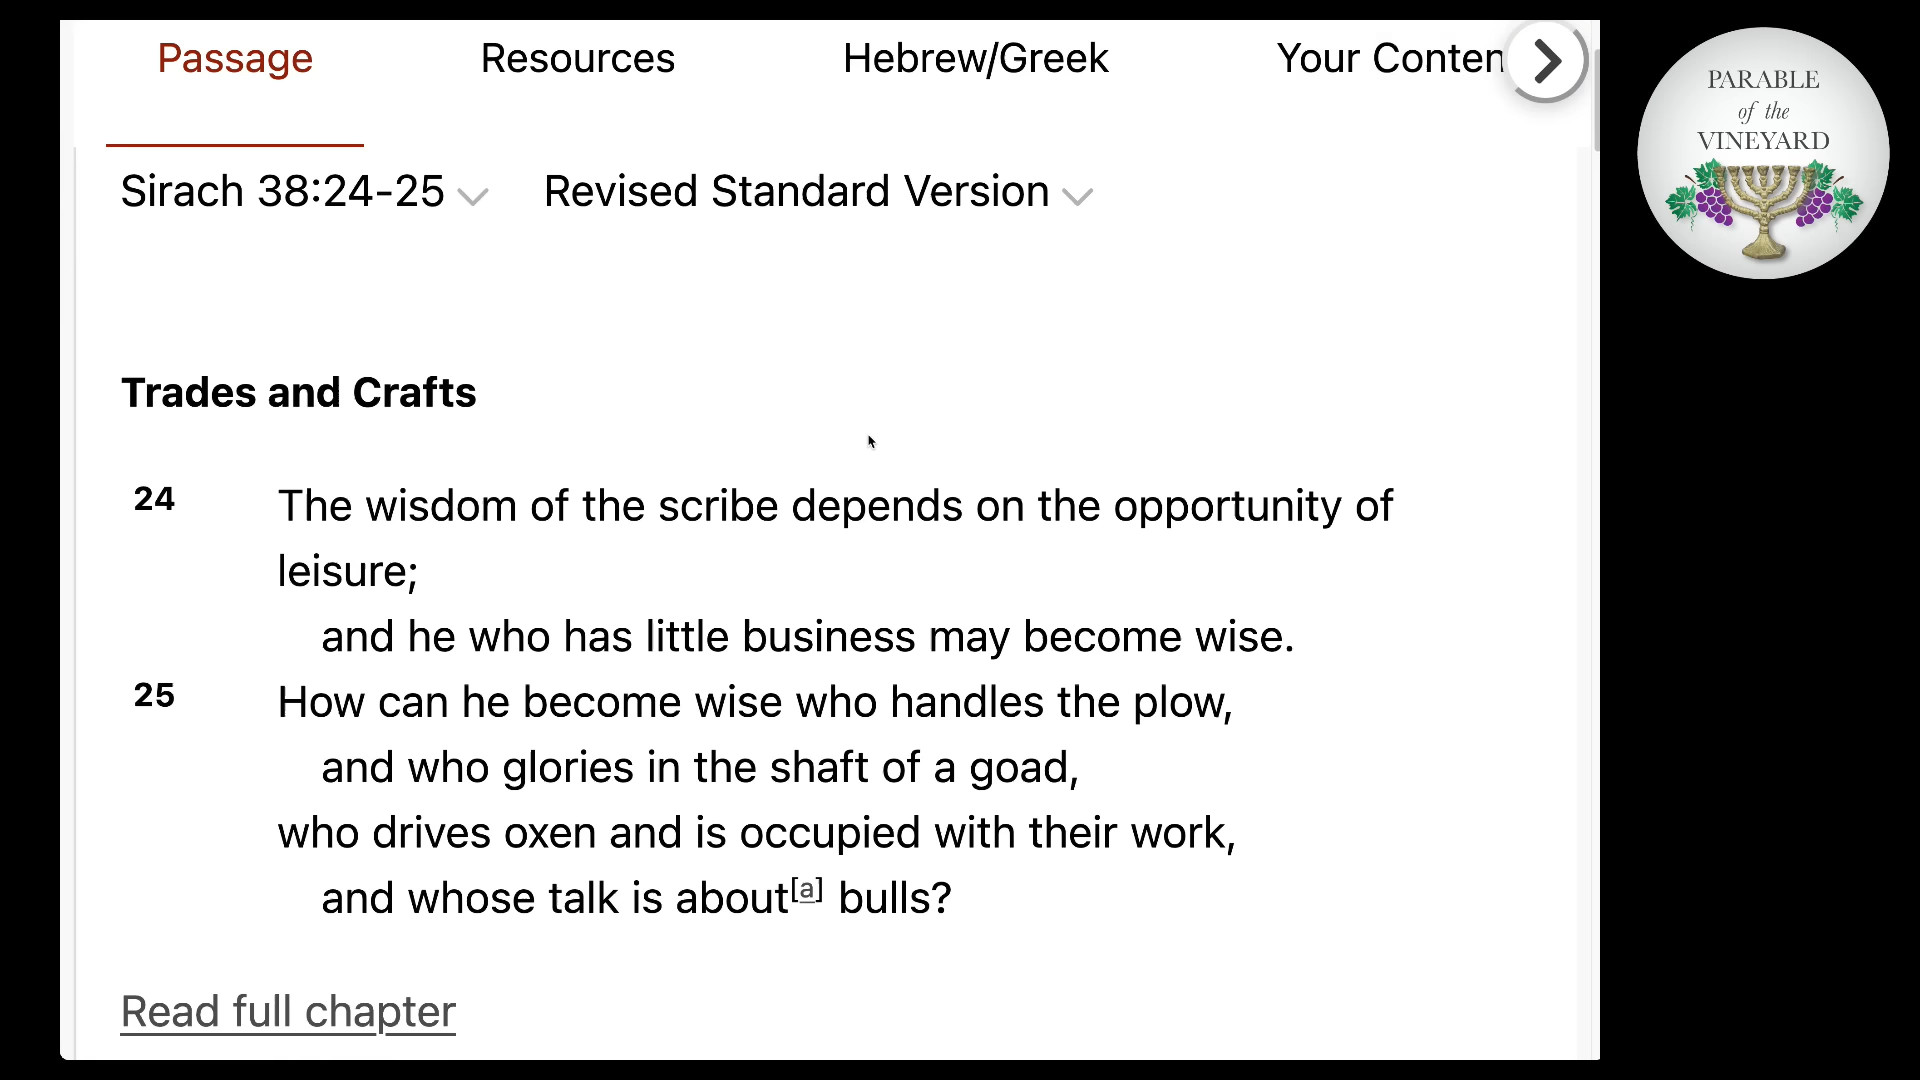 Passage
Resources
Hebrew/Greek
Your Conten
PARABLE
of the
VINEYARD
Sirach 38:24-25
Revised Standard Version
Trades and Crafts
24 The wisdom of the scribe depends on the opportunity of
leisure;
and he who has little business may become wise.
25 How can he become wise who handles the plow,
and who glories in the shaft of a goad,
who drives oxen and is occupied with their work,
and whose talk is about[a] bulls?
Read full chapter